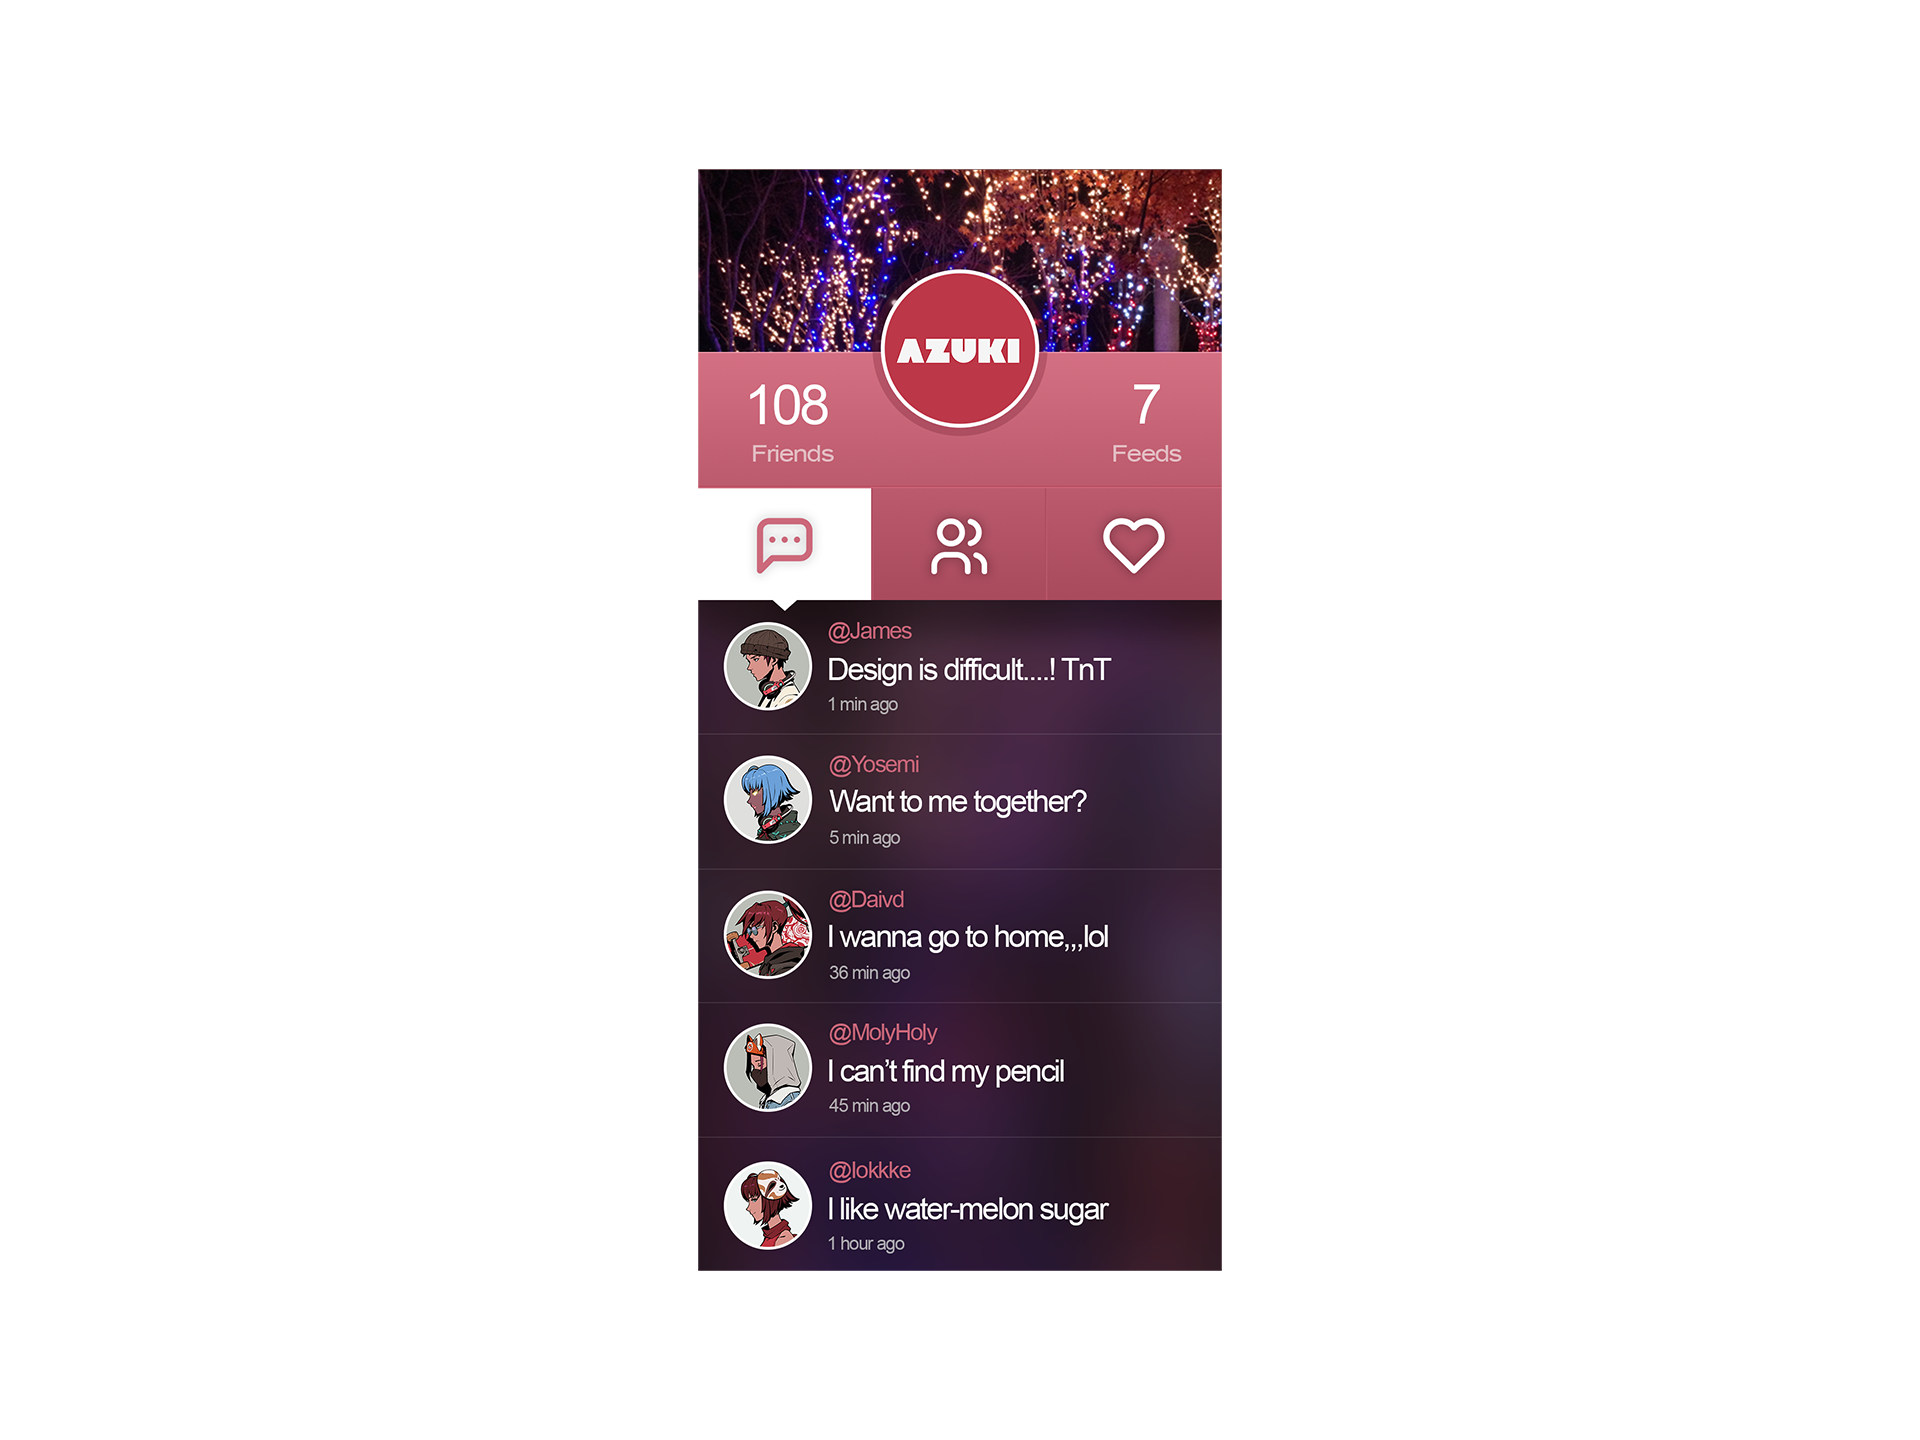 AZUKI
108
Friends
7
Feeds
@James
Design is difficult....! TnT
1 min ago
@Yosemi
Want to me together?
5 min ago
@Daivd
I wanna go to home,,,lol
36 min ago
@MolyHoly
I can’t find my pencil
45 min ago
@lokkke
I like water-melon sugar
1 hour ago